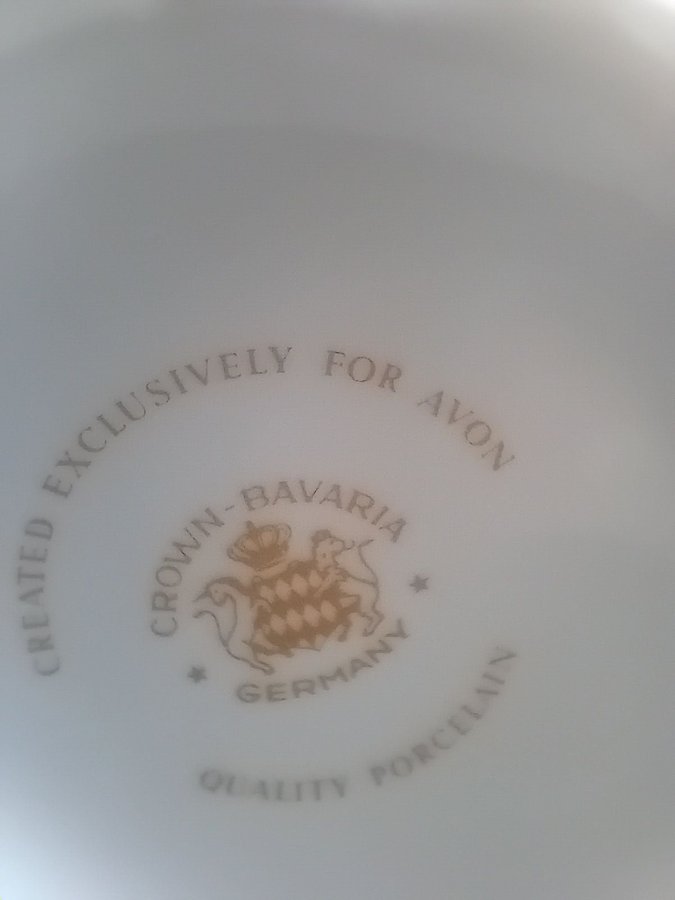 CREATED EXCLUSIVELY FOR AVON
CROWN-BAVARIA
GERMANY
QUALITY PORCELAIN